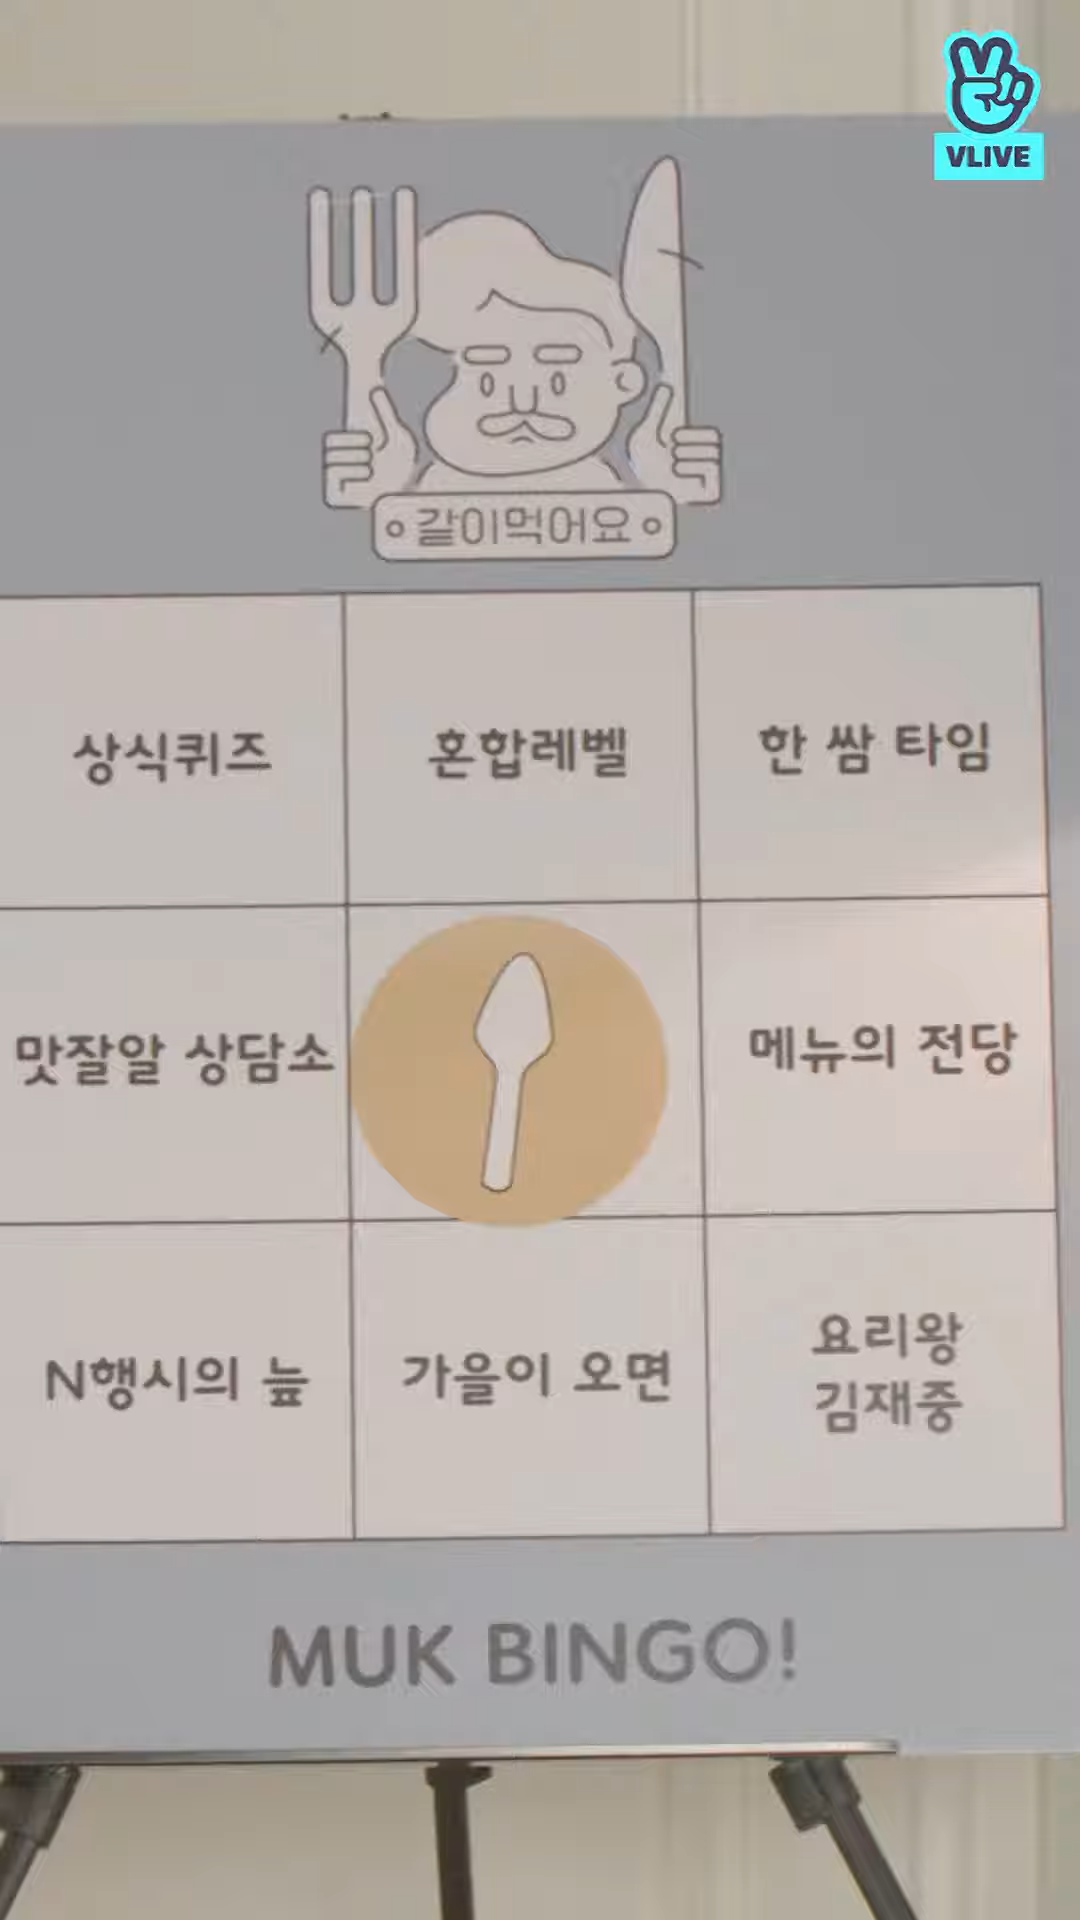 VLIVE
같이먹어요
상식퀴즈
혼합레벨
한 쌈 타임
맛잘알 상담소
메뉴의 전당
N행시의 늪
가을이 오면
요리왕
김재중
MUK BINGO!